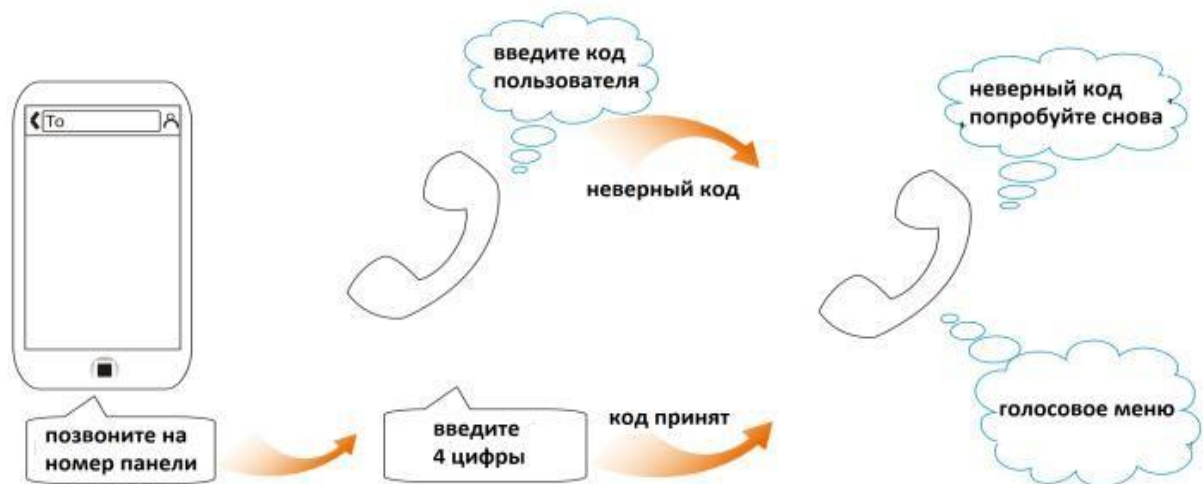 To
позвоните на
номер панели
введите код
пользователя
введите
4 цифры
неверный код
код принят
неверный код
попробуйте снова
голосовое меню